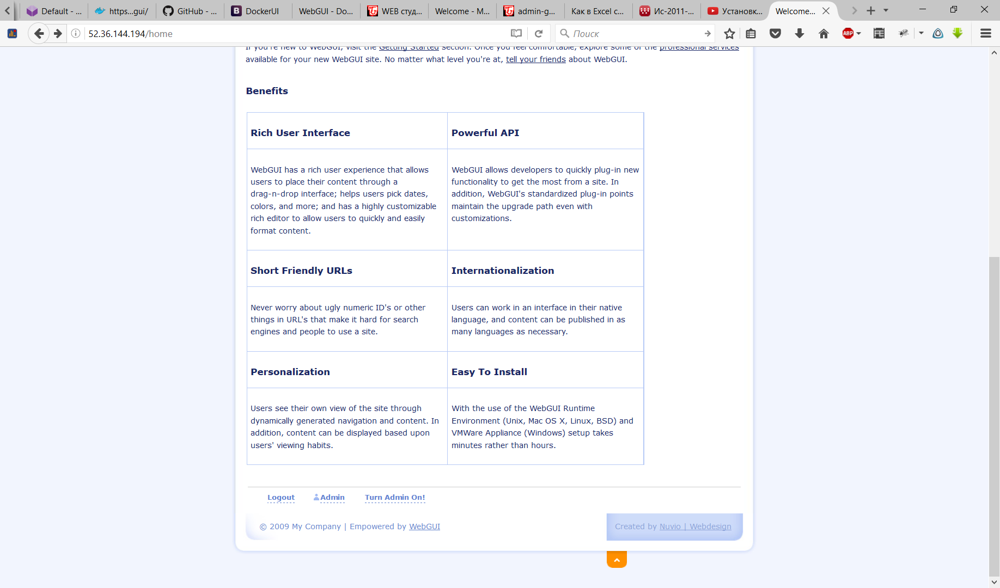 Default - ...
https...gui/
GitHub - ...
B DockerUI
WebGUI - Do...
WEB студ...
Welcome - M...
admin-g...
Как в Excel с...
Ис-2011-...
Установк...
Welcome...
52.36.144.194/home
Поиск
ABP
If you're new to WebGUI, visit the Getting Started section. Once you feel comfortable, explore some of the professional services
available for your new WebGUI site. No matter what level you're at, tell your friends about WebGUI.
Benefits
Rich User Interface
Powerful API
WebGUI has a rich user experience that allows
users to place their content through a
drag-n-drop interface; helps users pick dates,
colors, and more; and has a highly customizable
rich editor to allow users to quickly and easily
format content.
WebGUI allows developers to quickly plug-in new
functionality to get the most from a site. In
addition, WebGUI's standardized plug-in points
maintain the upgrade path even with
customizations.
Short Friendly URLs
Internationalization
Never worry about ugly numeric ID's or other
things in URL's that make it hard for search
engines and people to use a site.
Users can work in an interface in their native
language, and content can be published in as
many languages as necessary.
Personalization
Easy To Install
Users see their own view of the site through
dynamically generated navigation and content. In
addition, content can be displayed based upon
users' viewing habits.
With the use of the WebGUI Runtime
Environment (Unix, Mac OS X, Linux, BSD) and
VMWare Appliance (Windows) setup takes
minutes rather than hours.
Logout
Admin
Turn Admin On!
© 2009 My Company | Empowered by WebGUI
Created by Nuvio | Webdesign